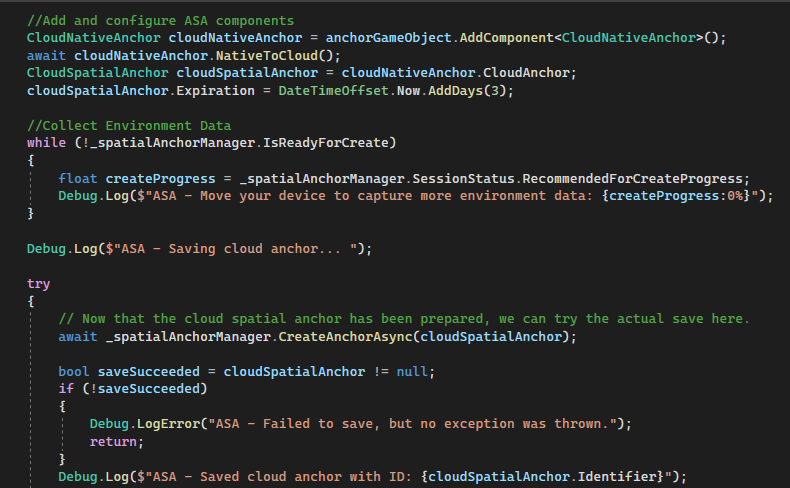 //Add and configure ASA components
CloudNativeAnchor cloudNativeAnchor = anchorGameObject.AddComponent<CloudNativeAnchor>();
await cloudNativeAnchor.NativeToCloud();
CloudSpatialAnchor cloudSpatialAnchor = cloudNativeAnchor.CloudAnchor;
cloudSpatialAnchor.Expiration = DateTimeOffset.Now.AddDays(3);

//Collect Environment Data
while (!_spatialAnchorManager.IsReadyForCreate)
{
    float createProgress = _spatialAnchorManager.SessionStatus.RecommendedForCreateProgress;
    Debug.Log($"ASA - Move your device to capture more environment data: {createProgress:0%}");
}

Debug.Log($"ASA - Saving cloud anchor... ");

try
{
    // Now that the cloud spatial anchor has been prepared, we can try the actual save here.
    await _spatialAnchorManager.CreateAnchorAsync(cloudSpatialAnchor);

    bool saveSucceeded = cloudSpatialAnchor != null;
    if (!saveSucceeded)
    {
        Debug.LogError("ASA - Failed to save, but no exception was thrown.");
        return;
    }
    Debug.Log($"ASA - Saved cloud anchor with ID: {cloudSpatialAnchor.Identifier}");